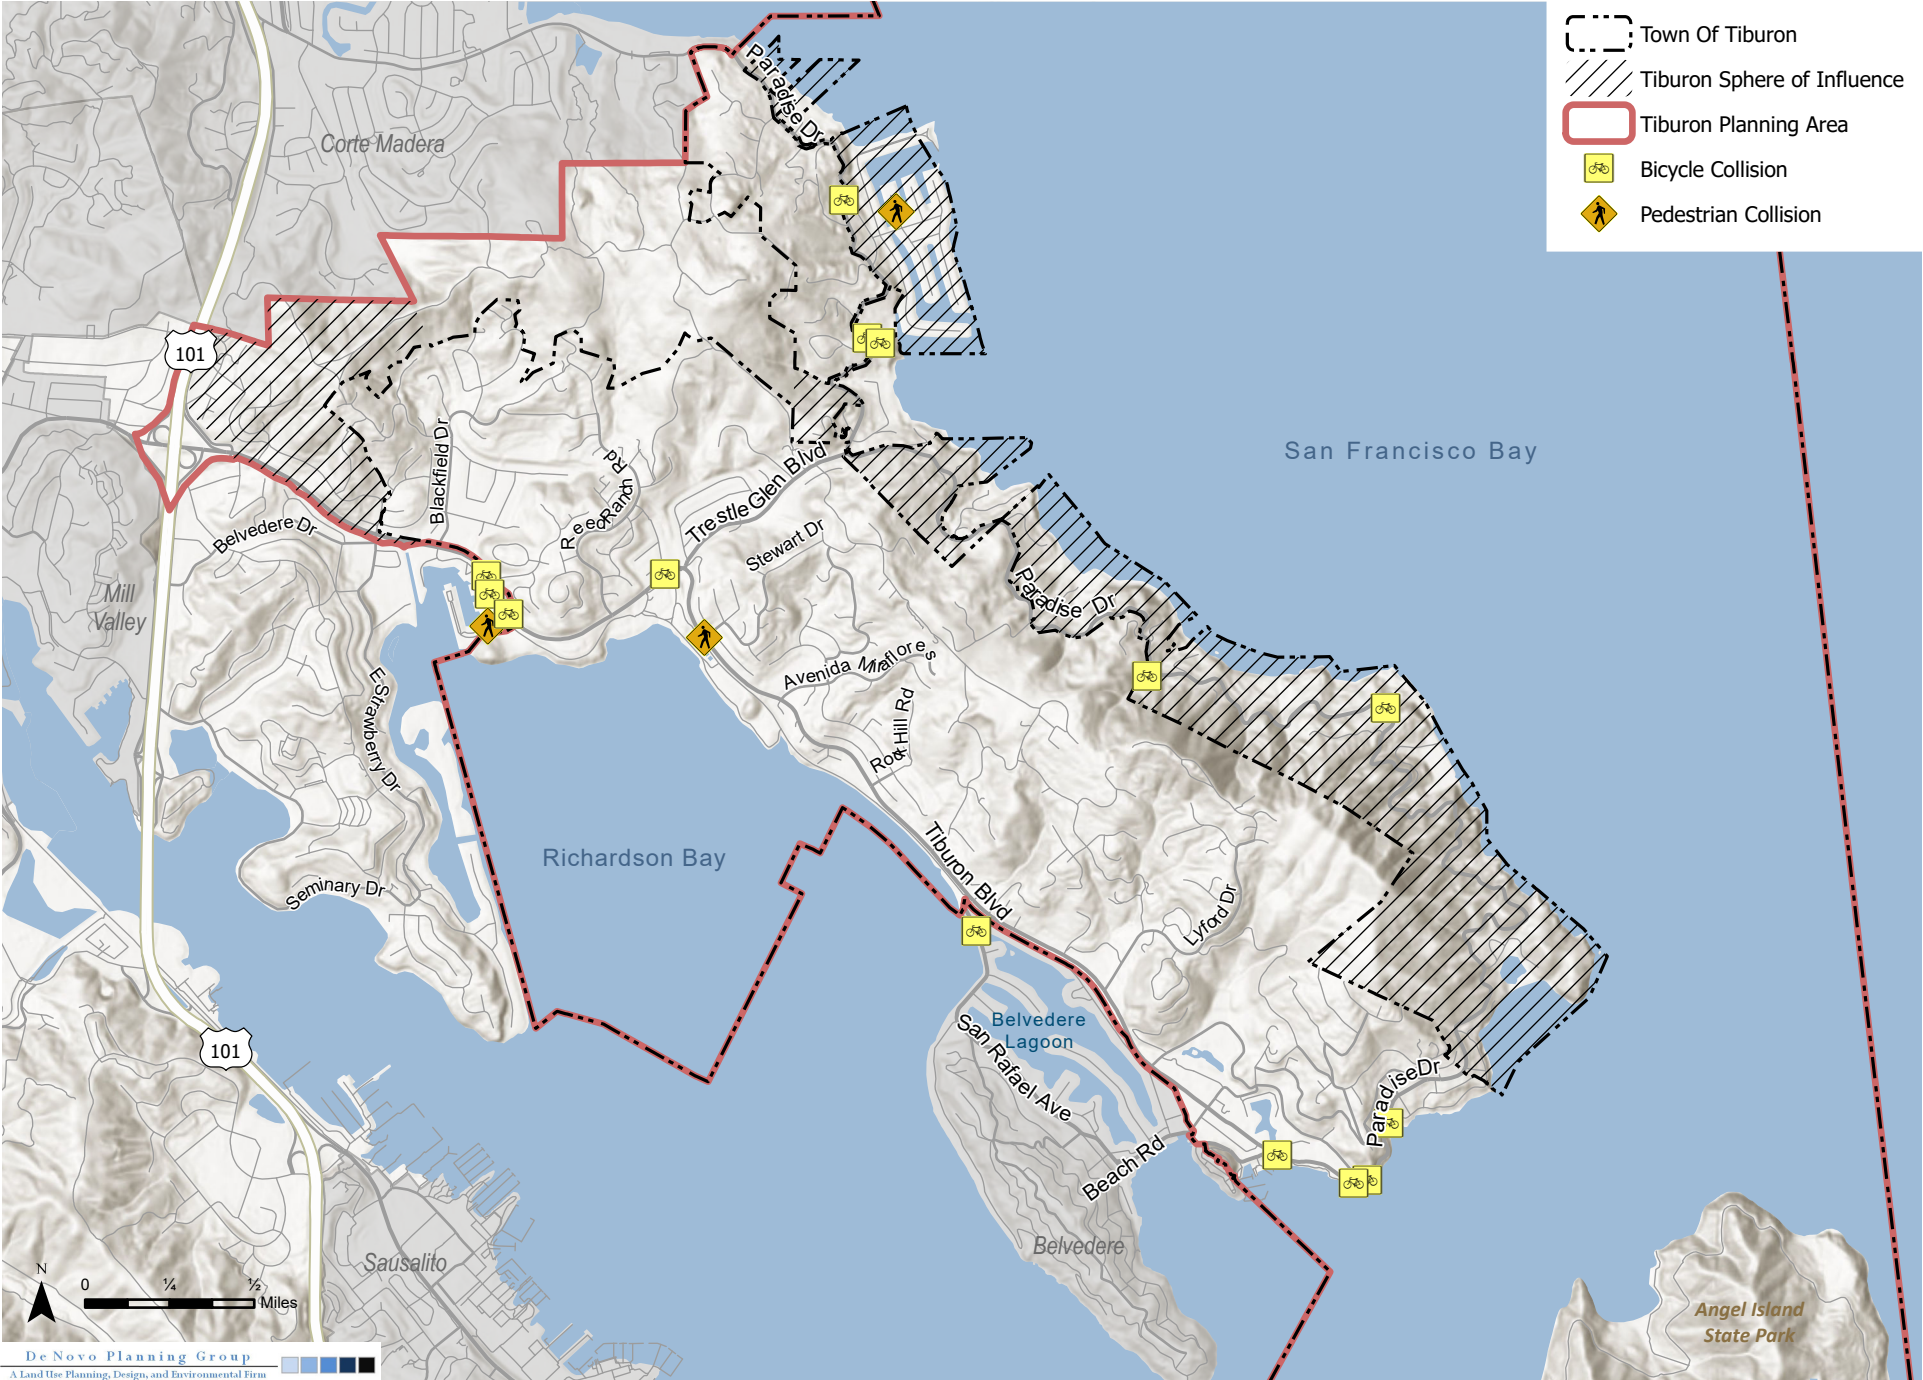 Town Of Tiburon
Tiburon Sphere of Influence
Tiburon Planning Area
Bicycle Collision
Pedestrian Collision
Paradise Dr
Corte Madera
101
San Francisco Bay
Blackfield Dr
Reed Ranch Rd
Trestle Glen Blvd
Stewart Dr
Belvedere Dr
Mill
Valley
Paradise Dr
Avenida Miraflores
E Strawberry Dr
Rock Hill Rd
Richardson Bay
Tiburon Blvd
Seminary Dr
Lyford Dr
Belvedere
Lagoon
San Rafael Ave
101
Paradise Dr
Beach Rd
Belvedere
Sausalito
Angel Island
State Park
N
0 ¼ ½
Miles
De Novo Planning Group
A Land Use Planning, Design, and Environmental Firm